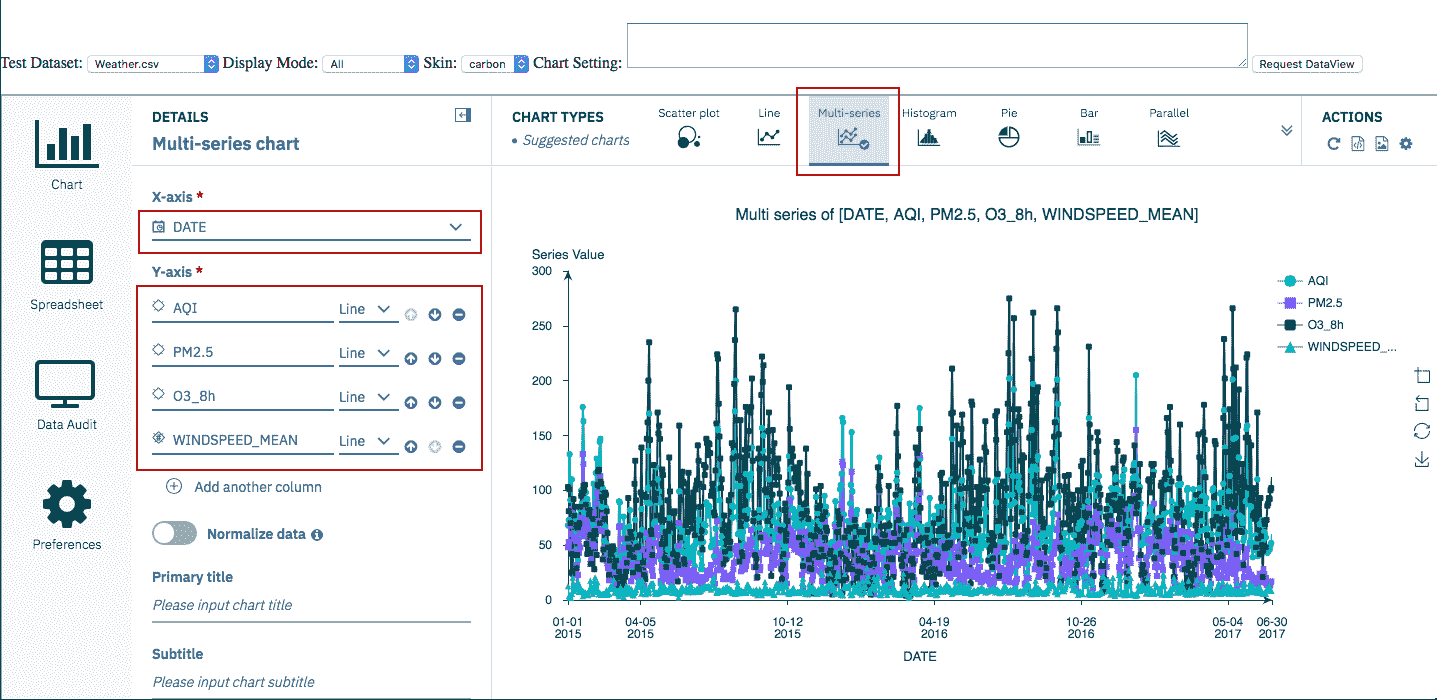 Test Dataset: Weather.csv Display Mode: All Skin: carbon Chart Setting: Request DataView
Chart
Spreadsheet
Data Audit
Preferences
DETAILS
Multi-series chart
X-axis *
DATE
Y-axis *
AQI Line
PM2.5 Line
O3_8h Line
WINDSPEED_MEAN Line
Add another column
Normalize data
Primary title
Please input chart title
Subtitle
Please input chart subtitle
CHART TYPES
• Suggested charts
Scatter plot Line Multi-series Histogram Pie Bar Parallel
ACTIONS
Multi series of [DATE, AQI, PM2.5, O3_8h, WINDSPEED_MEAN]
Series Value
300
250
200
150
100
50
0
01-01 04-05 10-12 04-19 10-26 05-04 06-30
2015 2015 2015 2016 2016 2017 2017
DATE
AQI
PM2.5
O3_8h
WINDSPEED_...